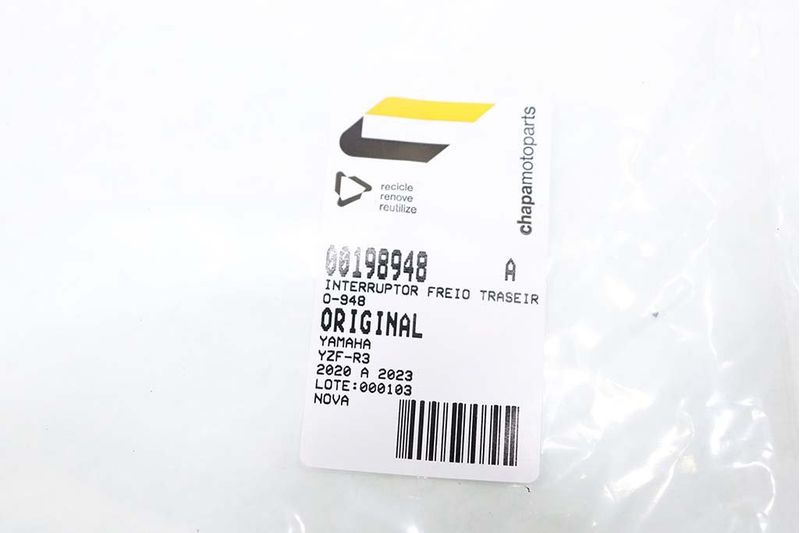 chapamotoparts
recicle
renove
reutilize
00198948 A
INTERRUPTOR FREIO TRASEIR
O-948
ORIGINAL
YAMAHA
YZF-R3
2020 A 2023
LOTE:000103
NOVA